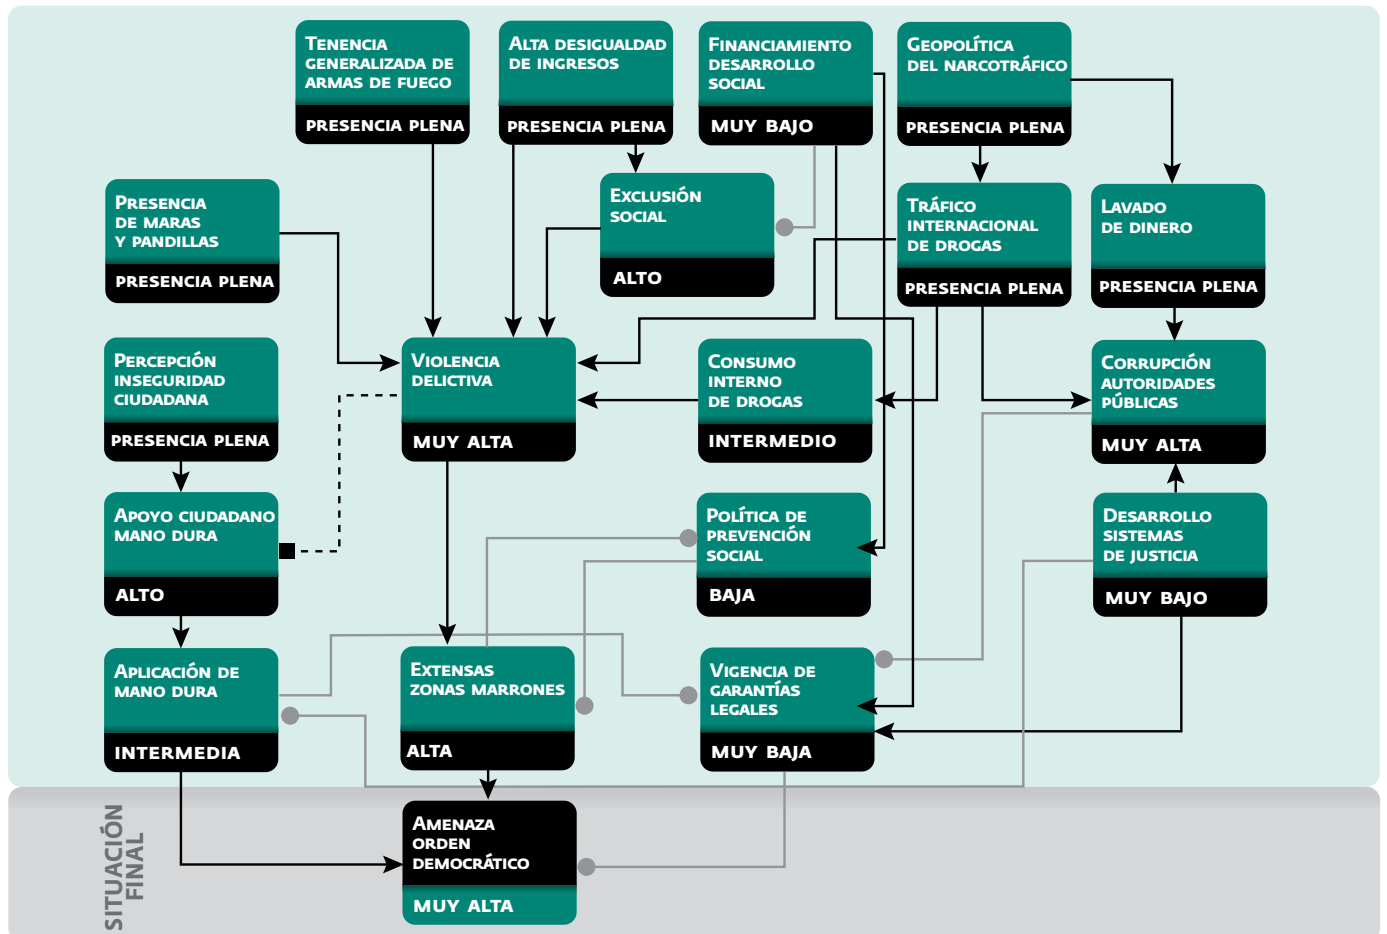 Tenencia
generalizada de
armas de fuego
presencia plena
Alta desigualdad
de ingresos
presencia plena
Financiamiento
desarrollo
social
muy bajo
Geopolítica
del narcotráfico
presencia plena
Presencia
de maras
y pandillas
presencia plena
Exclusión
social
alto
Tráfico
internacional
de drogas
presencia plena
Lavado
de dinero
presencia plena
Percepción
inseguridad
ciudadana
presencia plena
Violencia
delictiva
muy alta
Consumo
interno
de drogas
intermedio
Corrupción
autoridades
públicas
muy alta
Apoyo ciudadano
mano dura
alto
Política de
prevención
social
baja
Desarrollo
sistemas
de justicia
muy bajo
Aplicación de
mano dura
intermedia
Extensas
zonas marrones
alta
Vigencia de
garantías
legales
muy baja
Amenaza
orden
democrático
muy alta
SITUACIÓN
FINAL